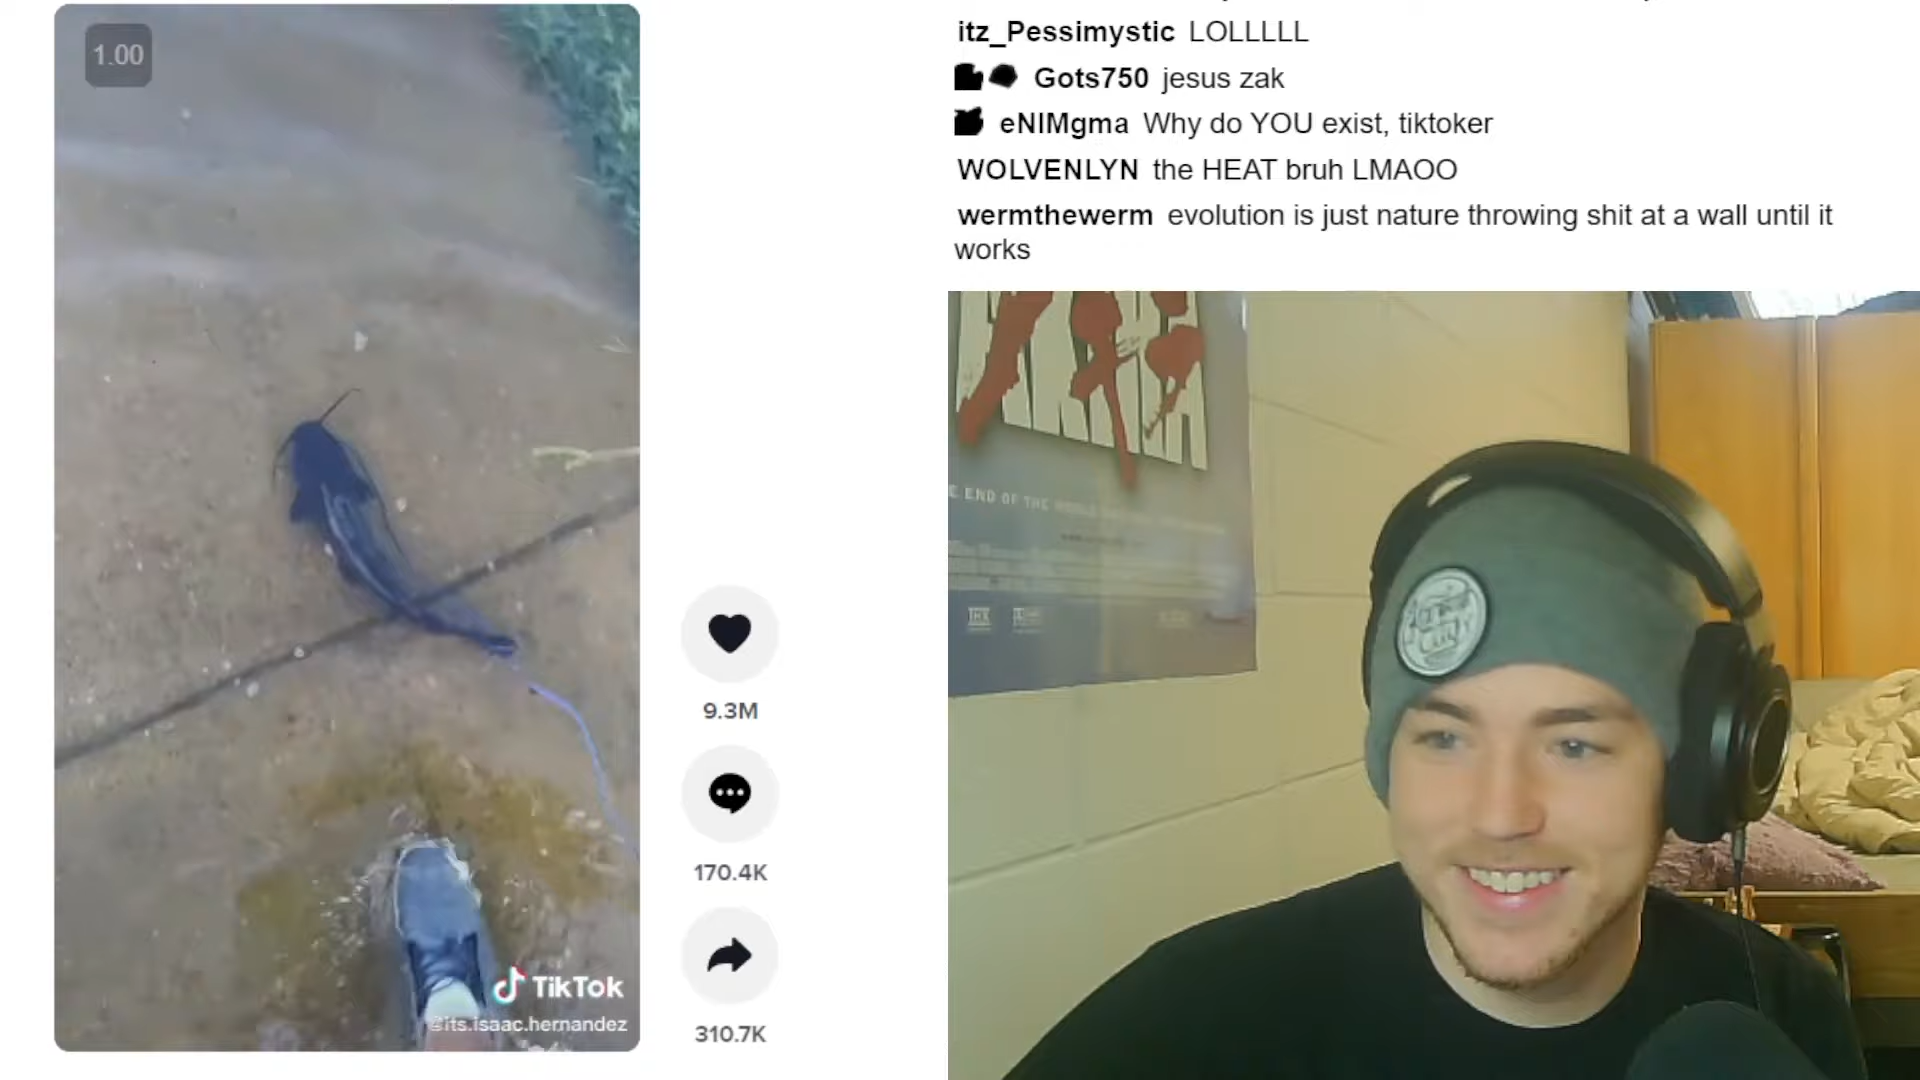 1.00
9.3M
170.4K
310.7K
TikTok
@its.isaac.hernandez
itz_Pessimystic LOLLLLL
Gots750 jesus zak
eNIMgma Why do YOU exist, tiktoker
WOLVENLYN the HEAT bruh LMAOO
wermthewerm evolution is just nature throwing shit at a wall until it
works
E END OF THE WORLD
THX